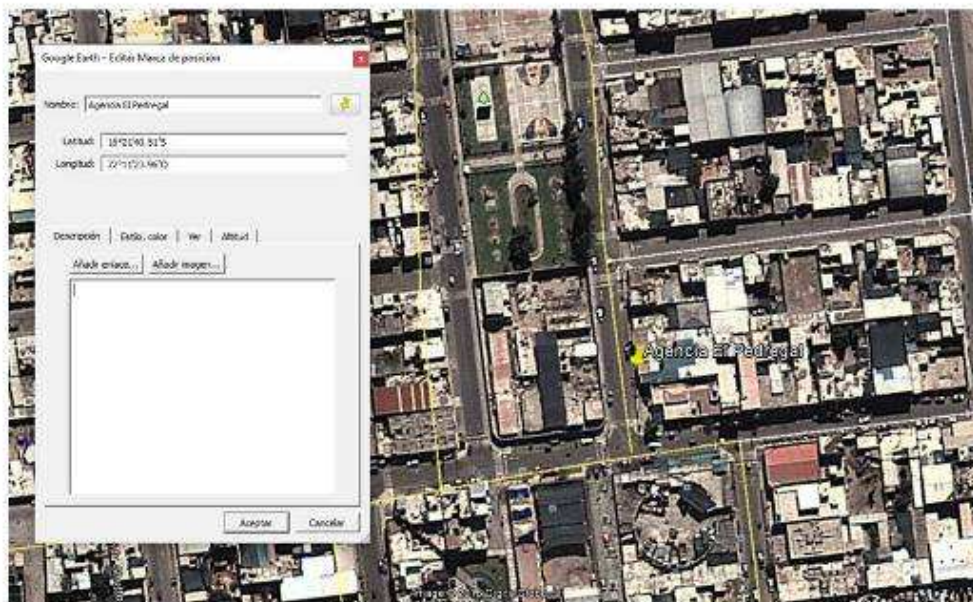 Google Earth - Editar Marca de posición
Nombre: Agencia El Pedregal
Latitud:
Longitud:
Descripción Estilo, color Ver Altitud
Añadir enlace... Añadir imagen...
Agencia El Pedregal
Aceptar Cancelar